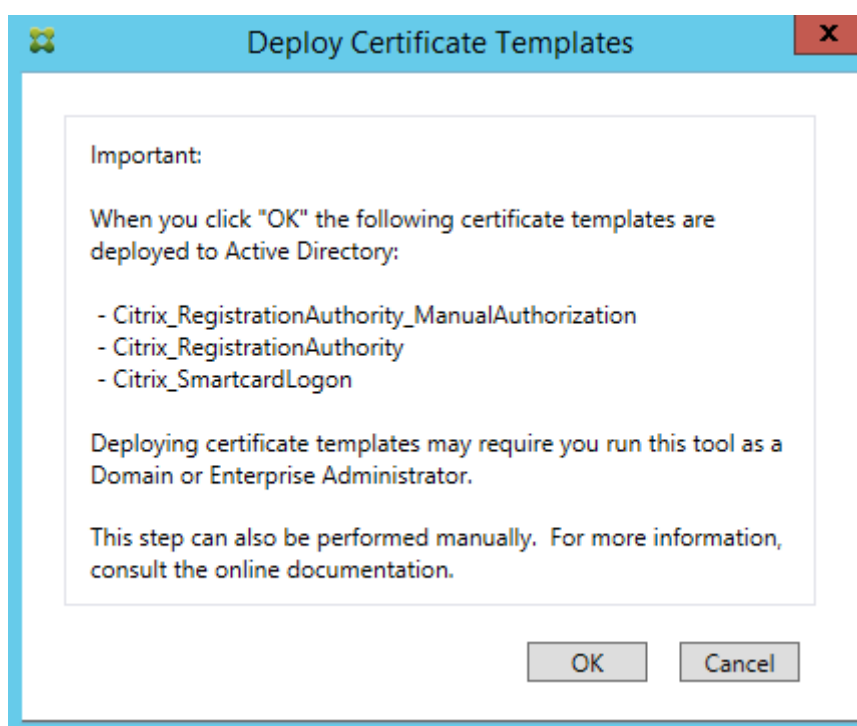 Deploy Certificate Templates
x
Important:
When you click "OK" the following certificate templates are
deployed to Active Directory:
- Citrix_RegistrationAuthority_ManualAuthorization
- Citrix_RegistrationAuthority
- Citrix_SmartcardLogon
Deploying certificate templates may require you run this tool as a
Domain or Enterprise Administrator.
This step can also be performed manually.  For more information,
consult the online documentation.
OK
Cancel